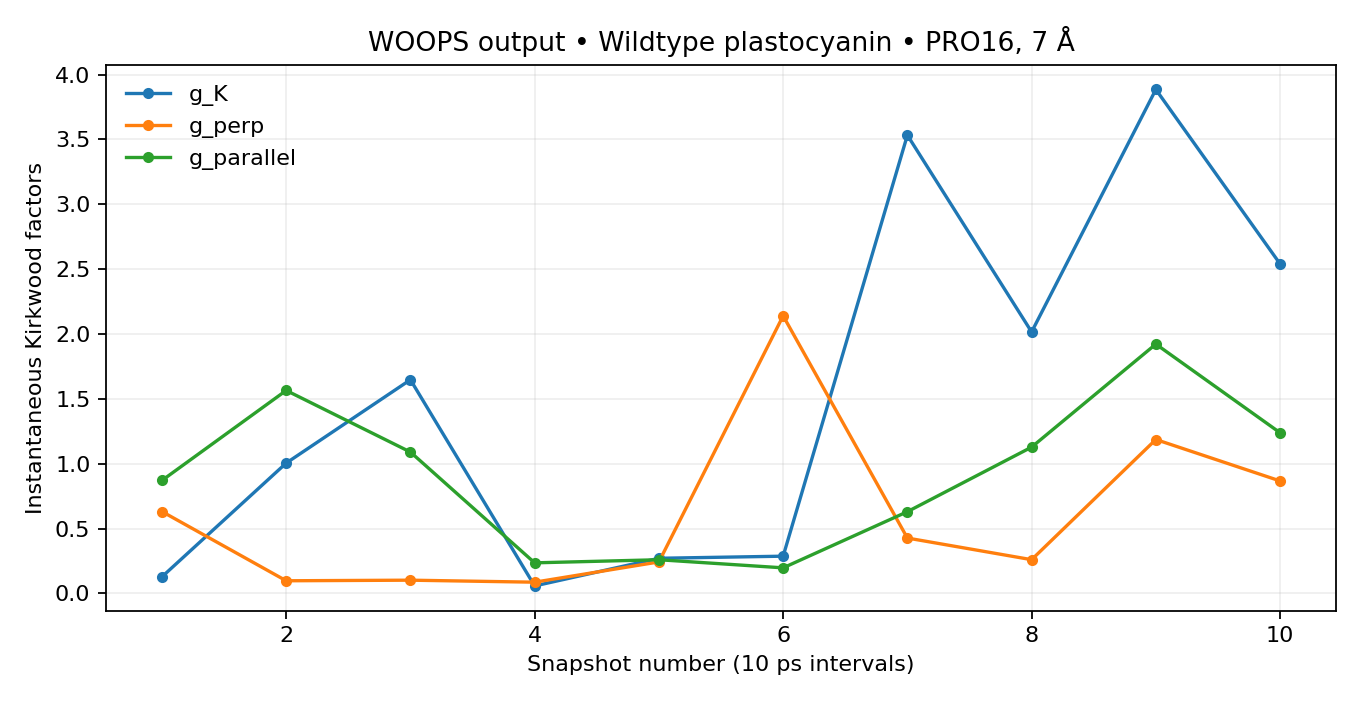 WOOPS output • Wildtype plastocyanin • PRO16, 7 Å
g_K
g_perp
g_parallel
Instantaneous Kirkwood factors
4.0
3.5
3.0
2.5
2.0
1.5
1.0
0.5
0.0
2
4
6
8
10
Snapshot number (10 ps intervals)